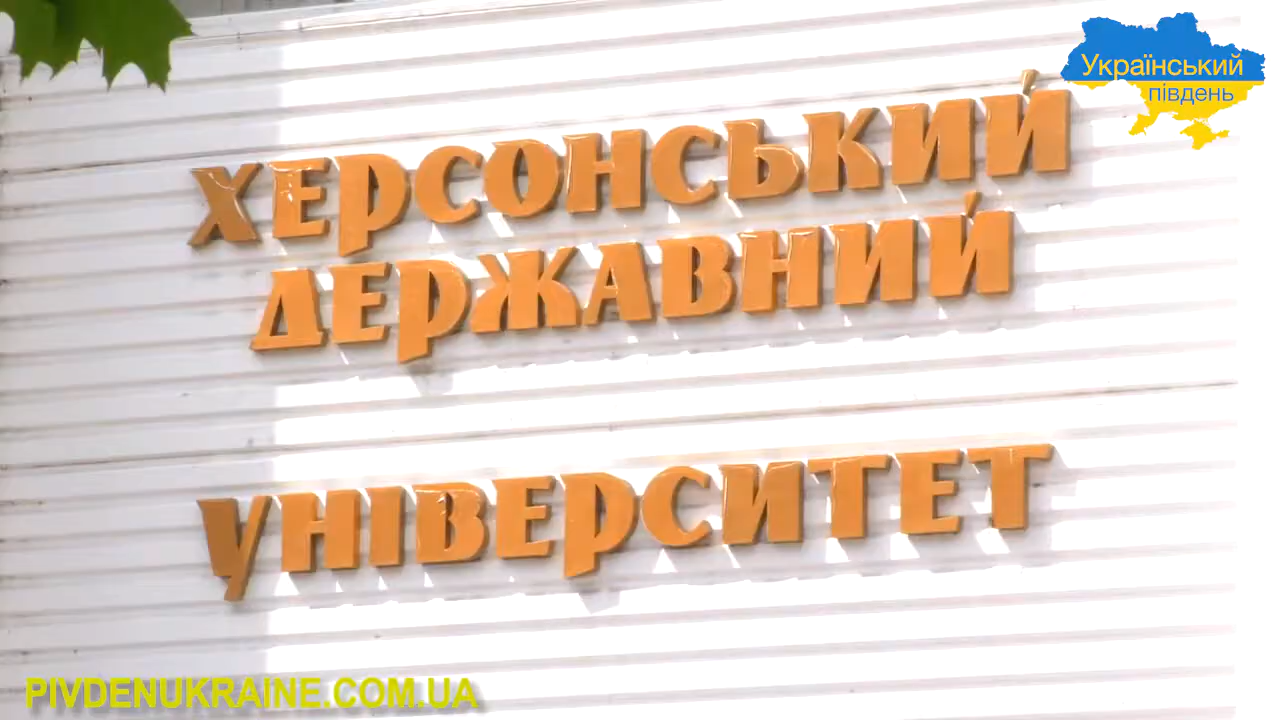 Український
південь
ХЕРСОНСЬКИЙ
ДЕРЖАВНИЙ
УНІВЕРСИТЕТ
PIVDENUKRAINE.COM.UA